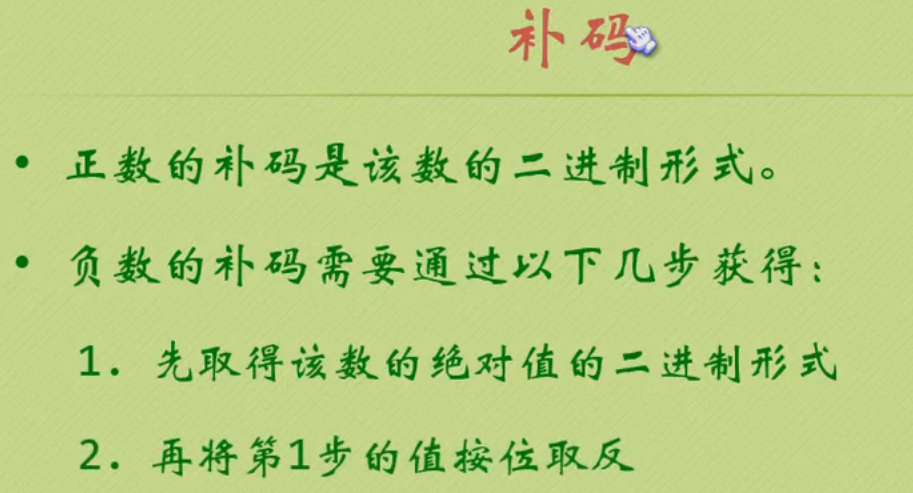 补码
• 正数的补码是该数的二进制形式。
• 负数的补码需要通过以下几步获得：
1. 先取得该数的绝对值的二进制形式
2. 再将第1步的值按位取反